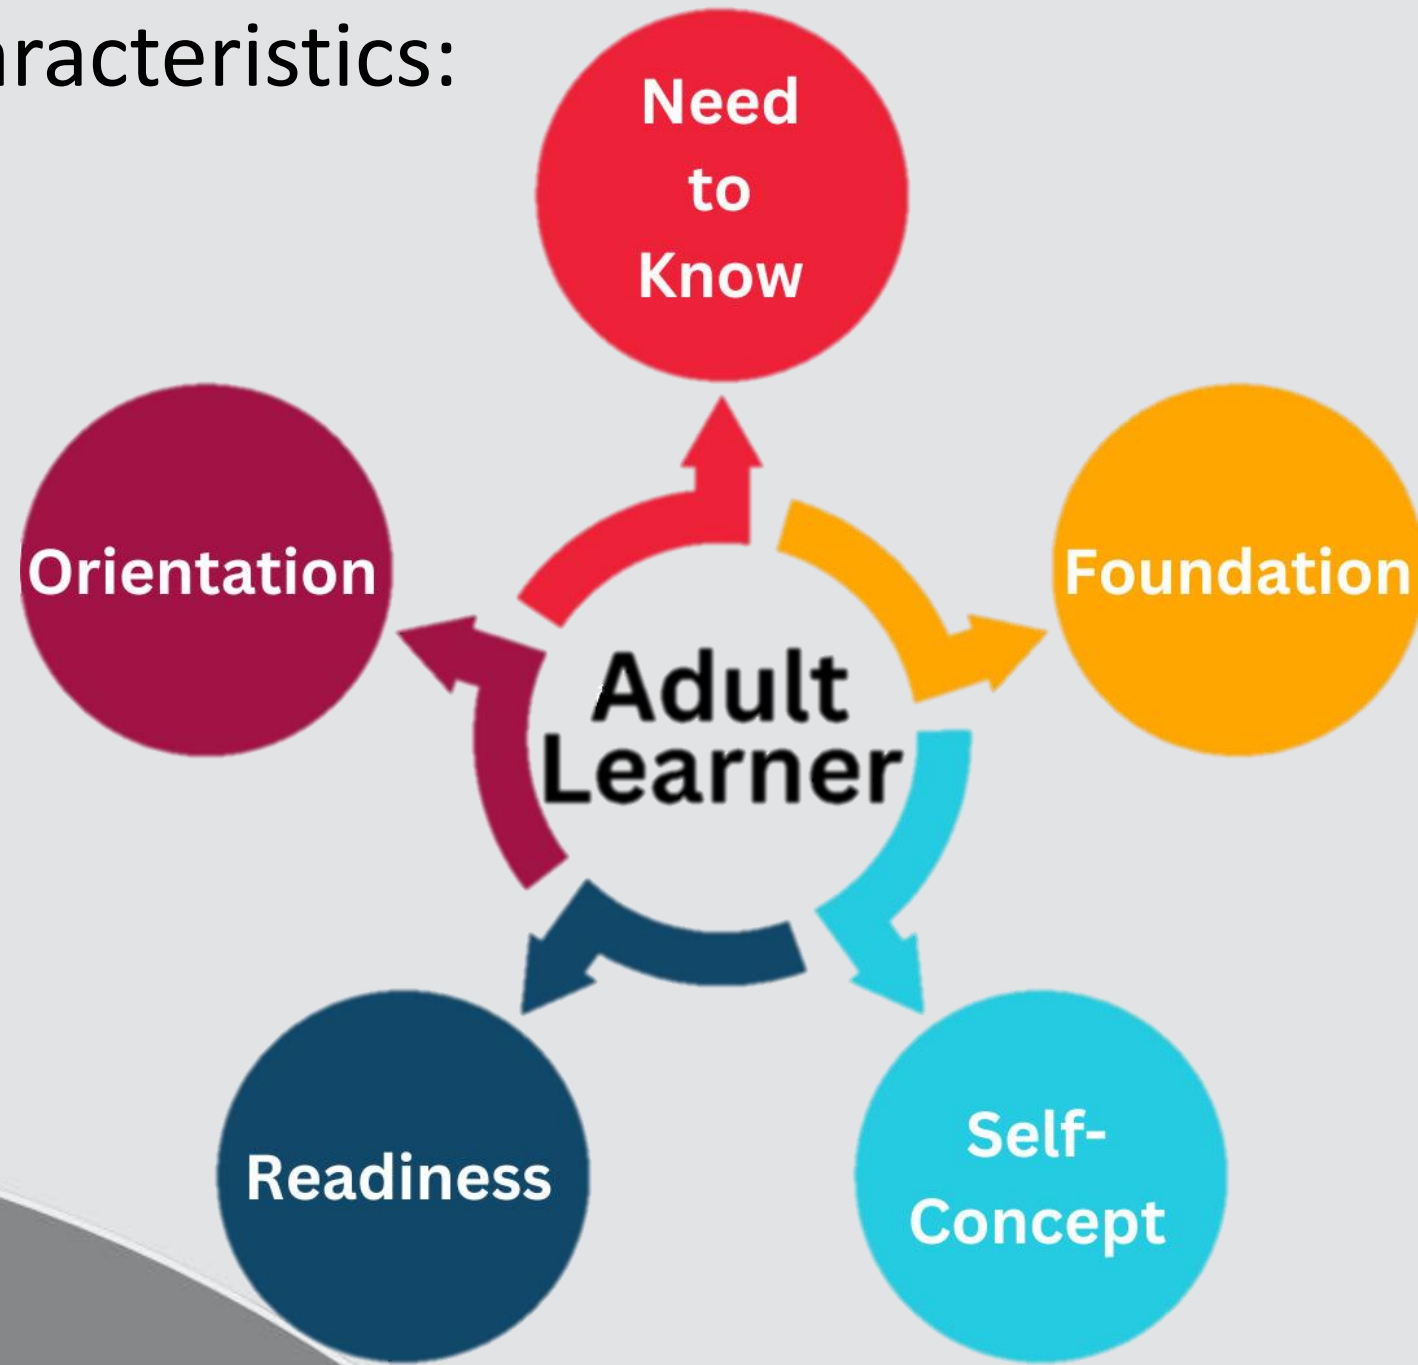 racteristics:
Need
to
Know
Orientation
Foundation
Adult
Learner
Readiness
Self-
Concept